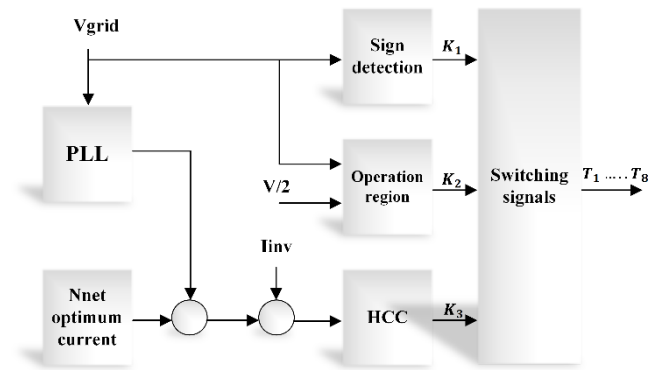 Vgrid
Sign
detection
K₁
PLL
V/2
Operation
region
K₂
Switching
signals
T₁ ..... T₈
Iinv
Nnet
optimum
current
HCC
K₃